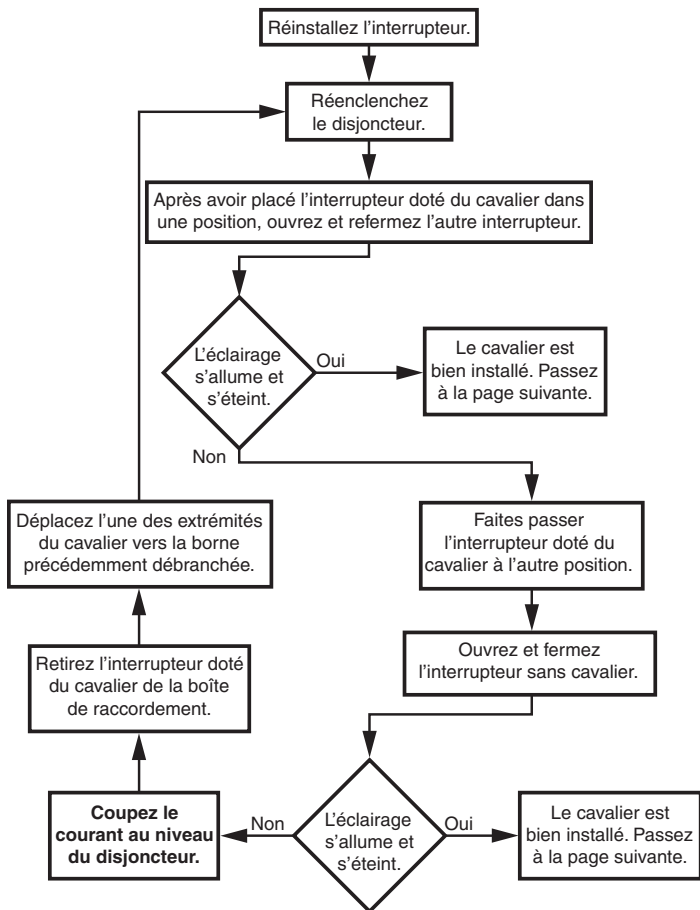 Réinstallez l’interrupteur.
Réenclenchez
le disjoncteur.
Après avoir placé l’interrupteur doté du cavalier dans
une position, ouvrez et refermez l’autre interrupteur.
L’éclairage
s’allume et
s’éteint.
Oui
Le cavalier est
bien installé. Passez
à la page suivante.
Non
Faites passer
l’interrupteur doté du
cavalier à l’autre position.
Ouvrez et fermez
l’interrupteur sans cavalier.
L’éclairage
s’allume et
s’éteint.
Oui
Le cavalier est
bien installé. Passez
à la page suivante.
Non
Coupez le
courant au niveau
du disjoncteur.
Retirez l’interrupteur doté
du cavalier de la boîte
de raccordement.
Déplacez l’une des extrémités
du cavalier vers la borne
précédemment débranchée.